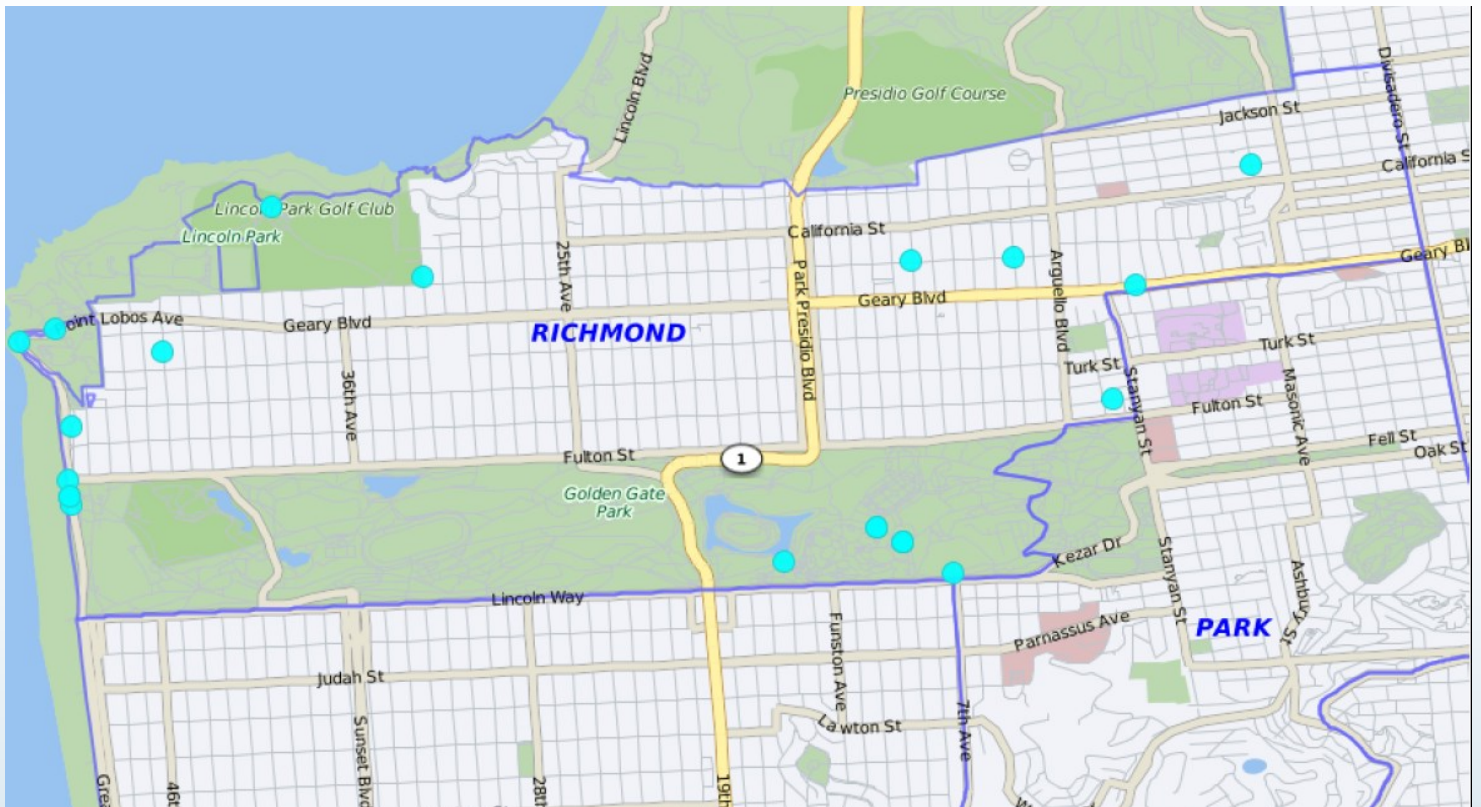 Lincoln Blvd
Presidio Golf Course
Divisadero St
Jackson St
California S
Lincoln Park Golf Club
Lincoln Park
California St
25th Ave
Park Presidio Blvd
Arguello Blvd
Geary Bl
Point Lobos Ave
Geary Blvd
Geary Blvd
RICHMOND
Turk St
Turk St
36th Ave
Stanyan St
Masonic Ave
Fulton St
Fulton St
Fell St
Oak St
1
Golden Gate
Park
Kezar Dr
Stanyan St
Ashbury St
Lincoln Way
Funston Ave
Parnassus Ave
PARK
Judah St
Lawton St
7th Ave
Sunset Blvd
Grea
46t
28th
19th